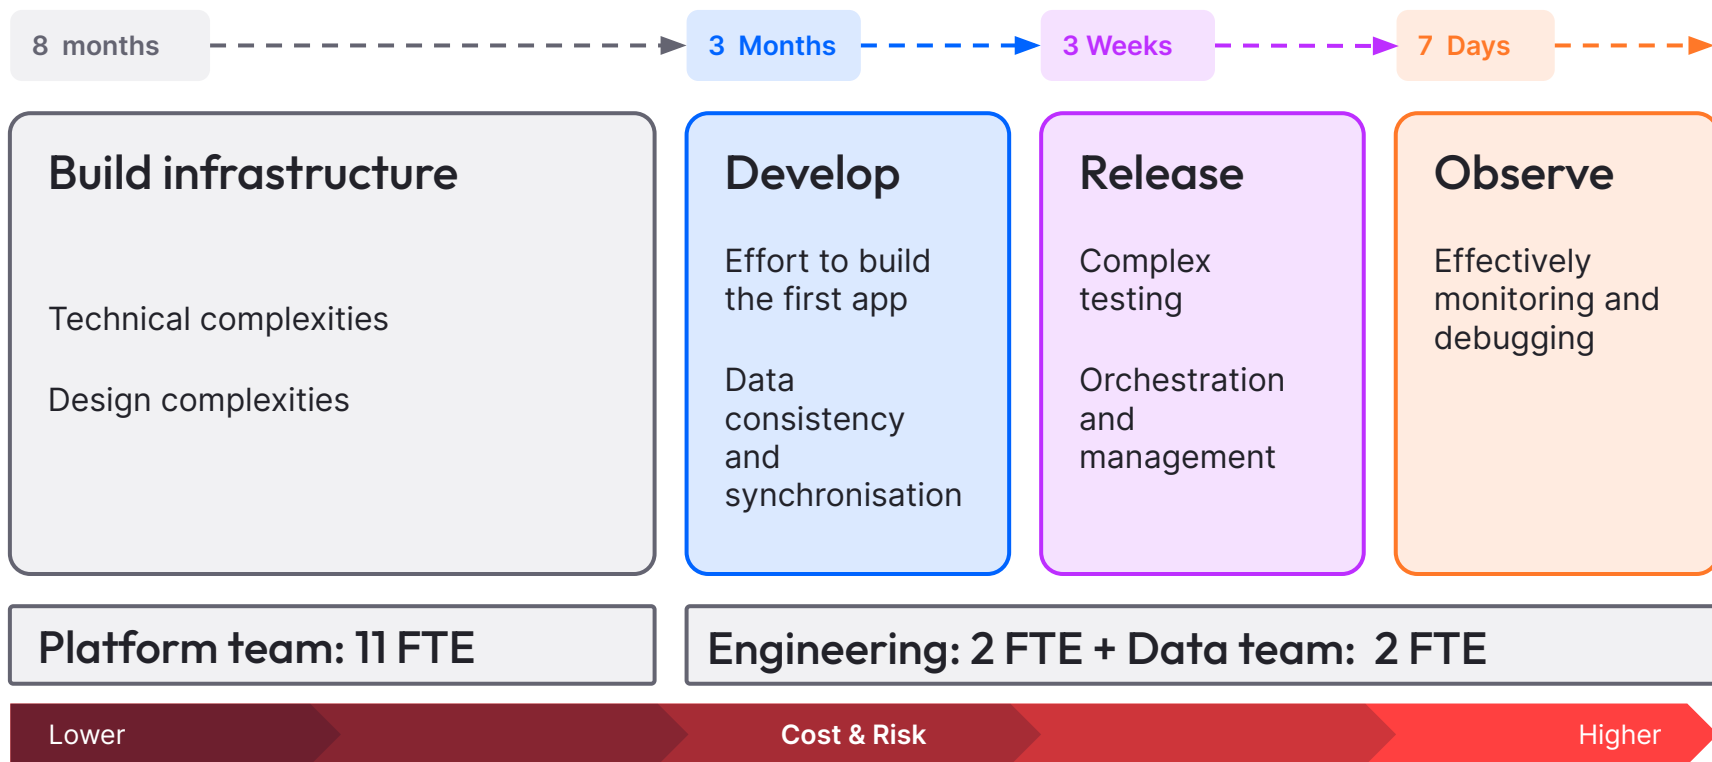 8 months
3 Months
3 Weeks
7 Days
Build infrastructure
Technical complexities
Design complexities
Develop
Effort to build
the first app
Data
consistency
and
synchronisation
Release
Complex
testing
Orchestration
and
management
Observe
Effectively
monitoring and
debugging
Platform team: 11 FTE
Engineering: 2 FTE + Data team: 2 FTE
Lower
Cost & Risk
Higher